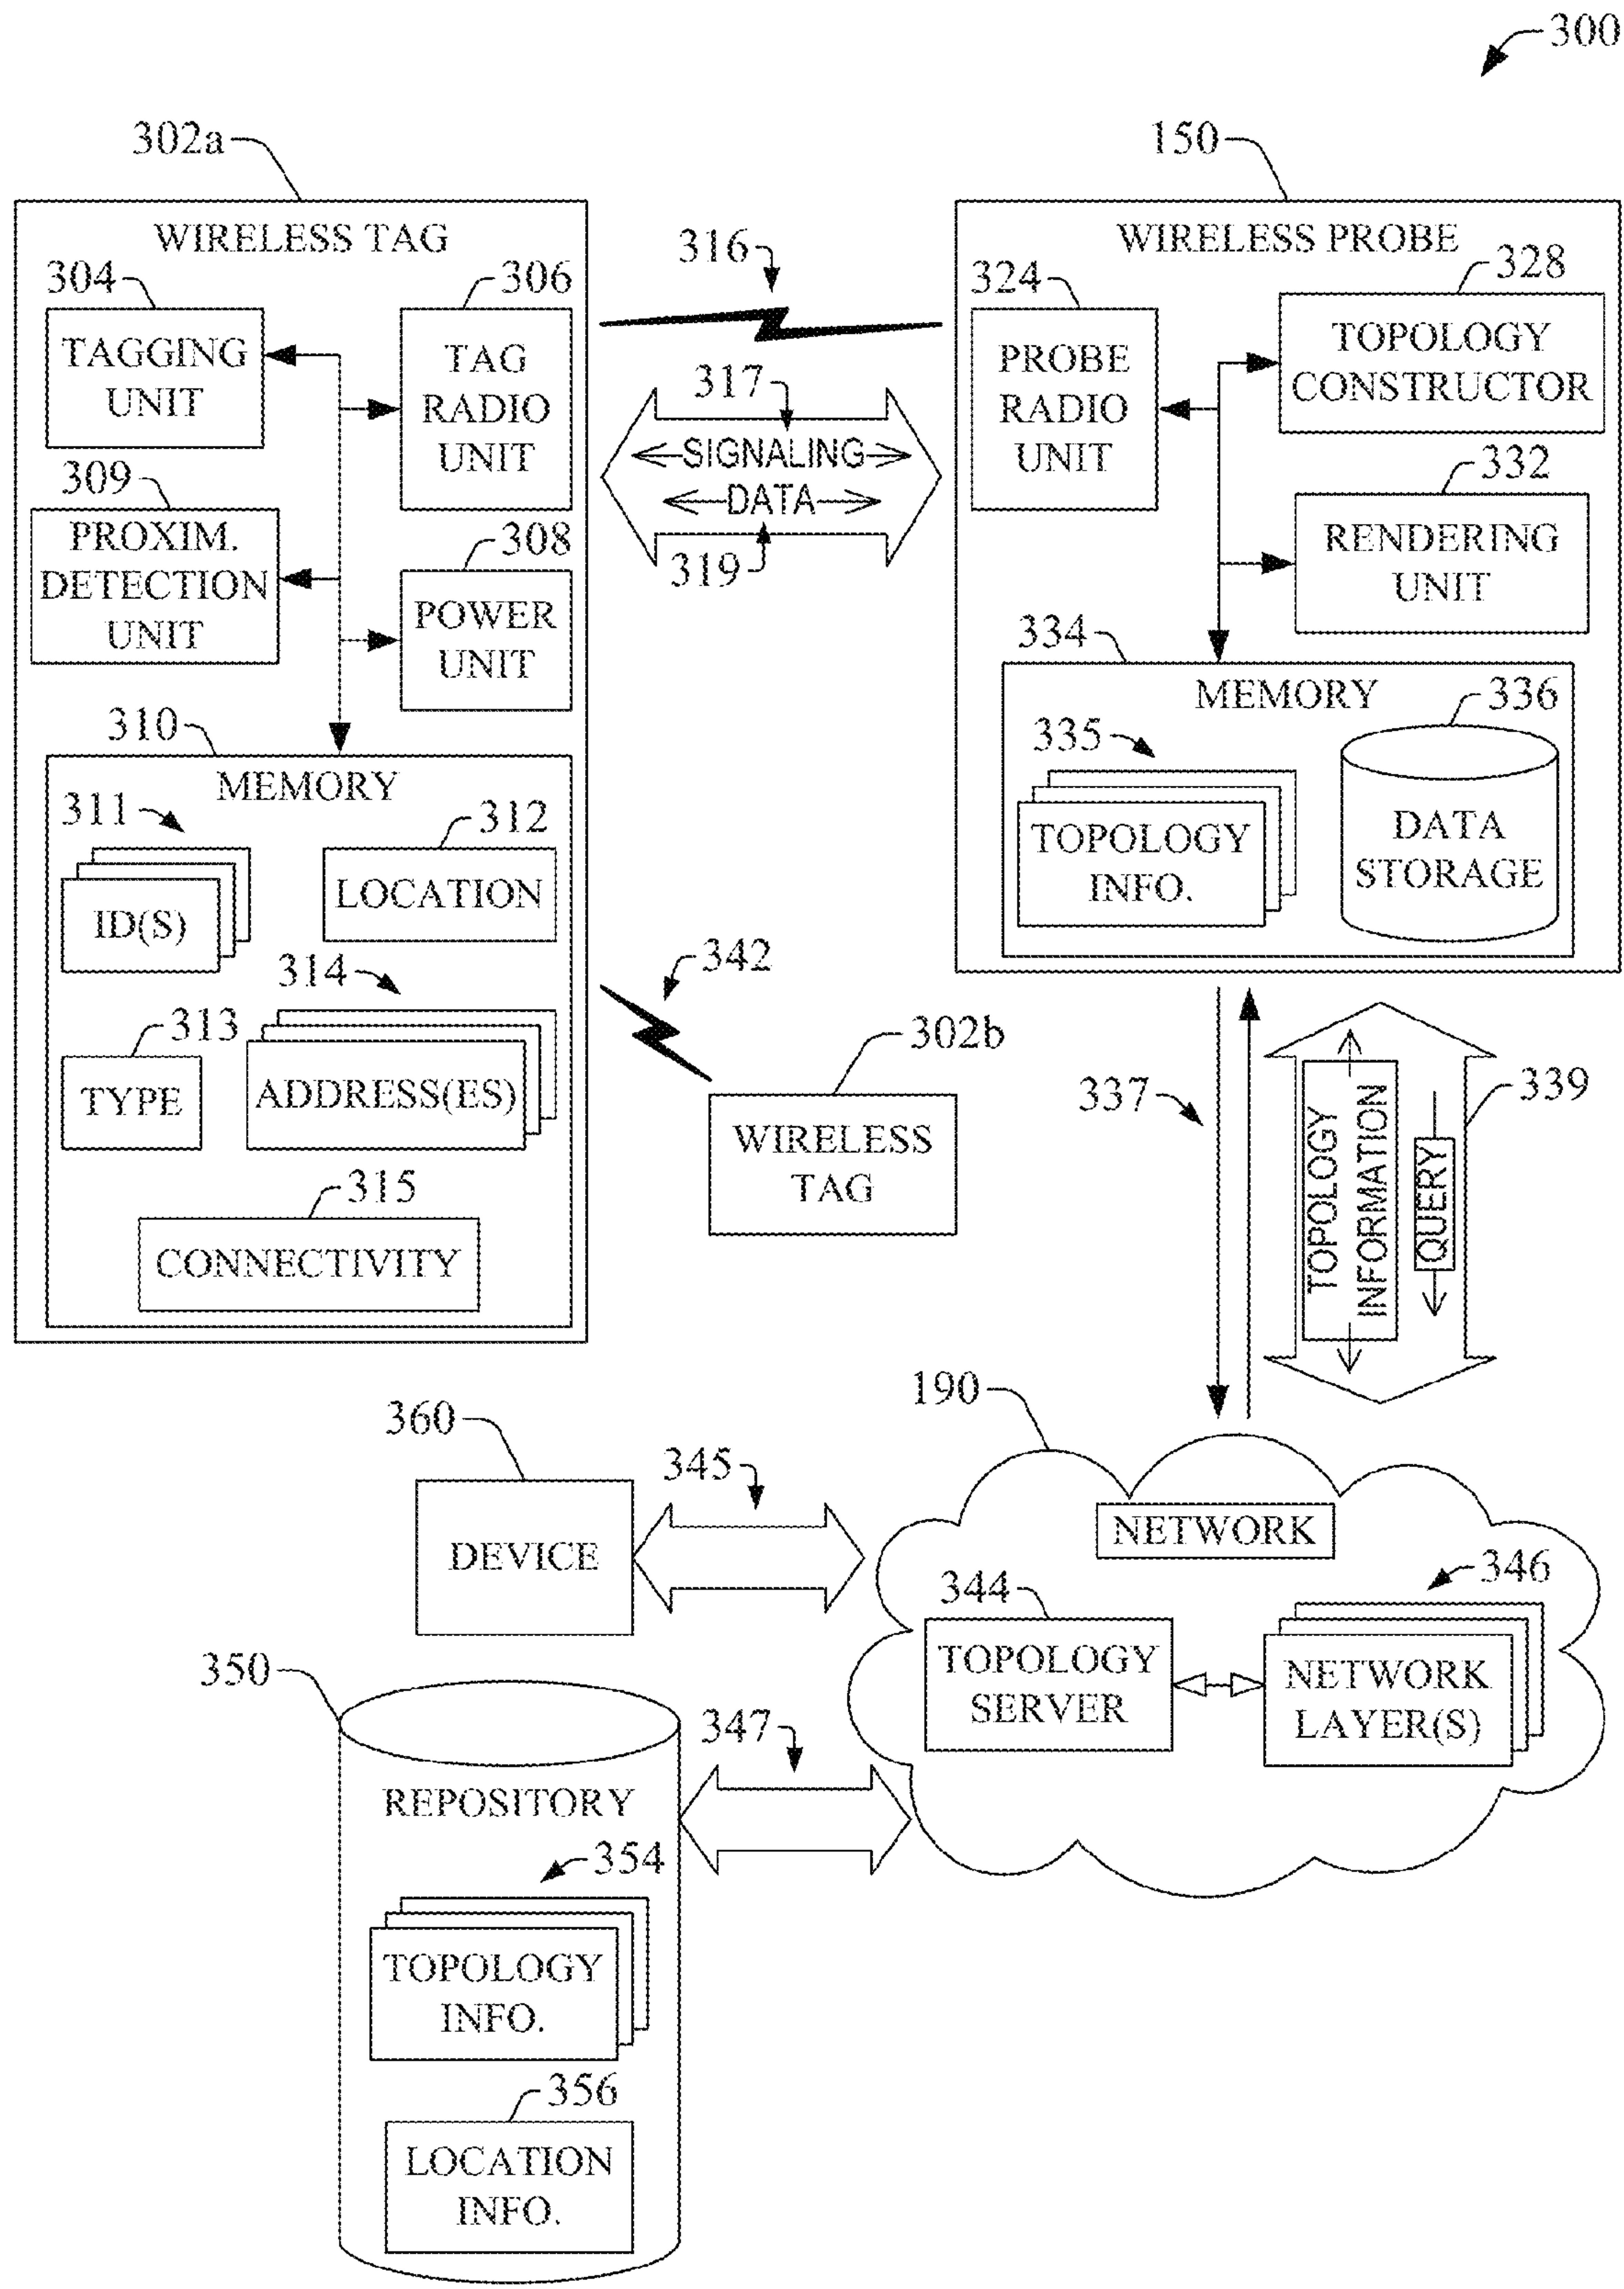 300
302a
150
WIRELESS TAG
WIRELESS PROBE
304
306
316
324
328
TAGGING
UNIT
TAG
RADIO
UNIT
PROBE
RADIO
UNIT
TOPOLOGY
CONSTRUCTOR
317
SIGNALING
DATA
319
309
332
PROXIM.
DETECTION
UNIT
308
POWER
UNIT
RENDERING
UNIT
334
MEMORY
335
336
TOPOLOGY
INFO.
DATA
STORAGE
310
MEMORY
311
312
ID(S)
LOCATION
314
313
TYPE
ADDRESS(ES)
315
CONNECTIVITY
342
302b
WIRELESS
TAG
337
339
TOPOLOGY
INFORMATION
QUERY
190
360
345
DEVICE
NETWORK
344
346
TOPOLOGY
SERVER
NETWORK
LAYER(S)
350
347
REPOSITORY
354
TOPOLOGY
INFO.
356
LOCATION
INFO.